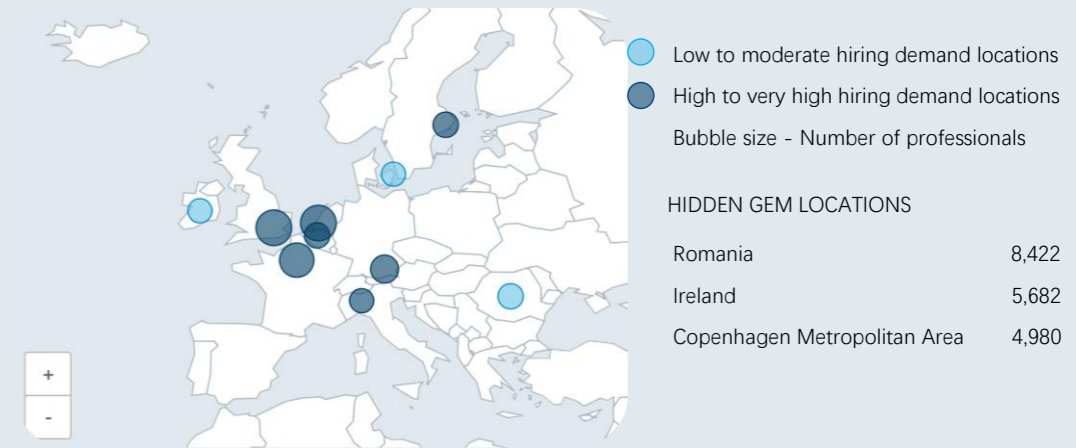 Low to moderate hiring demand locations
High to very high hiring demand locations
Bubble size - Number of professionals
HIDDEN GEM LOCATIONS
Romania 8,422
Ireland 5,682
Copenhagen Metropolitan Area 4,980
+
-